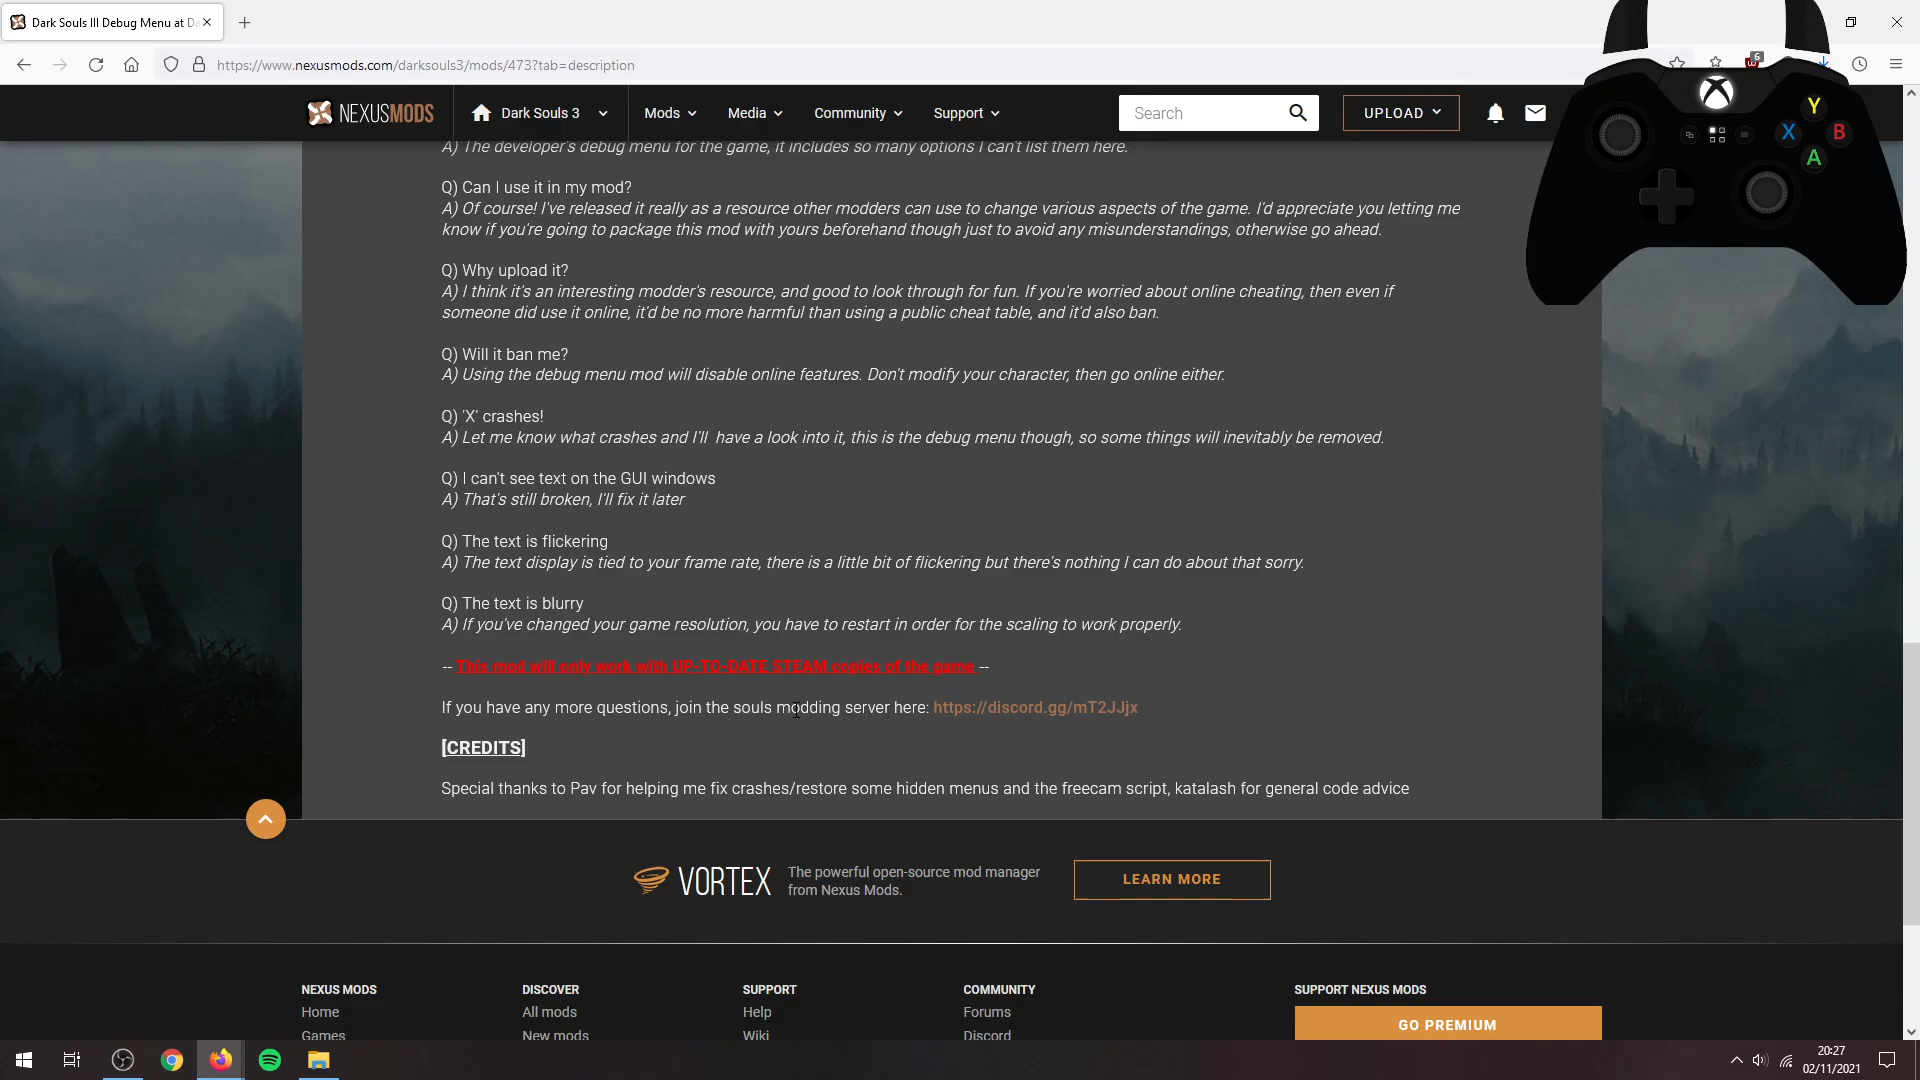 Dark Souls III Debug Menu at Da
https://www.nexusmods.com/darksouls3/mods/473?tab=description
6
NEXUSMODS
Dark Souls 3
Mods
Media
Community
Support
Search
UPLOAD
Y
X
B
A
A) The developer's debug menu for the game, it includes so many options I can't list them here.
Q) Can I use it in my mod?
A) Of course! I've released it really as a resource other modders can use to change various aspects of the game. I'd appreciate you letting me
know if you're going to package this mod with yours beforehand though just to avoid any misunderstandings, otherwise go ahead.
Q) Why upload it?
A) I think it's an interesting modder's resource, and good to look through for fun. If you're worried about online cheating, then even if
someone did use it online, it'd be no more harmful than using a public cheat table, and it'd also ban.
Q) Will it ban me?
A) Using the debug menu mod will disable online features. Don't modify your character, then go online either.
Q) 'X' crashes!
A) Let me know what crashes and I'll  have a look into it, this is the debug menu though, so some things will inevitably be removed.
Q) I can't see text on the GUI windows
A) That's still broken, I'll fix it later
Q) The text is flickering
A) The text display is tied to your frame rate, there is a little bit of flickering but there's nothing I can do about that sorry.
Q) The text is blurry
A) If you've changed your game resolution, you have to restart in order for the scaling to work properly.
-- This mod will only work with UP-TO-DATE STEAM copies of the game --
If you have any more questions, join the souls modding server here: https://discord.gg/mT2JJjx
[CREDITS]
Special thanks to Pav for helping me fix crashes/restore some hidden menus and the freecam script, katalash for general code advice
VORTEX
The powerful open-source mod manager
from Nexus Mods.
LEARN MORE
NEXUS MODS
Home
Games
DISCOVER
All mods
New mods
SUPPORT
Help
Wiki
COMMUNITY
Forums
Discord
SUPPORT NEXUS MODS
GO PREMIUM
20:27
02/11/2021